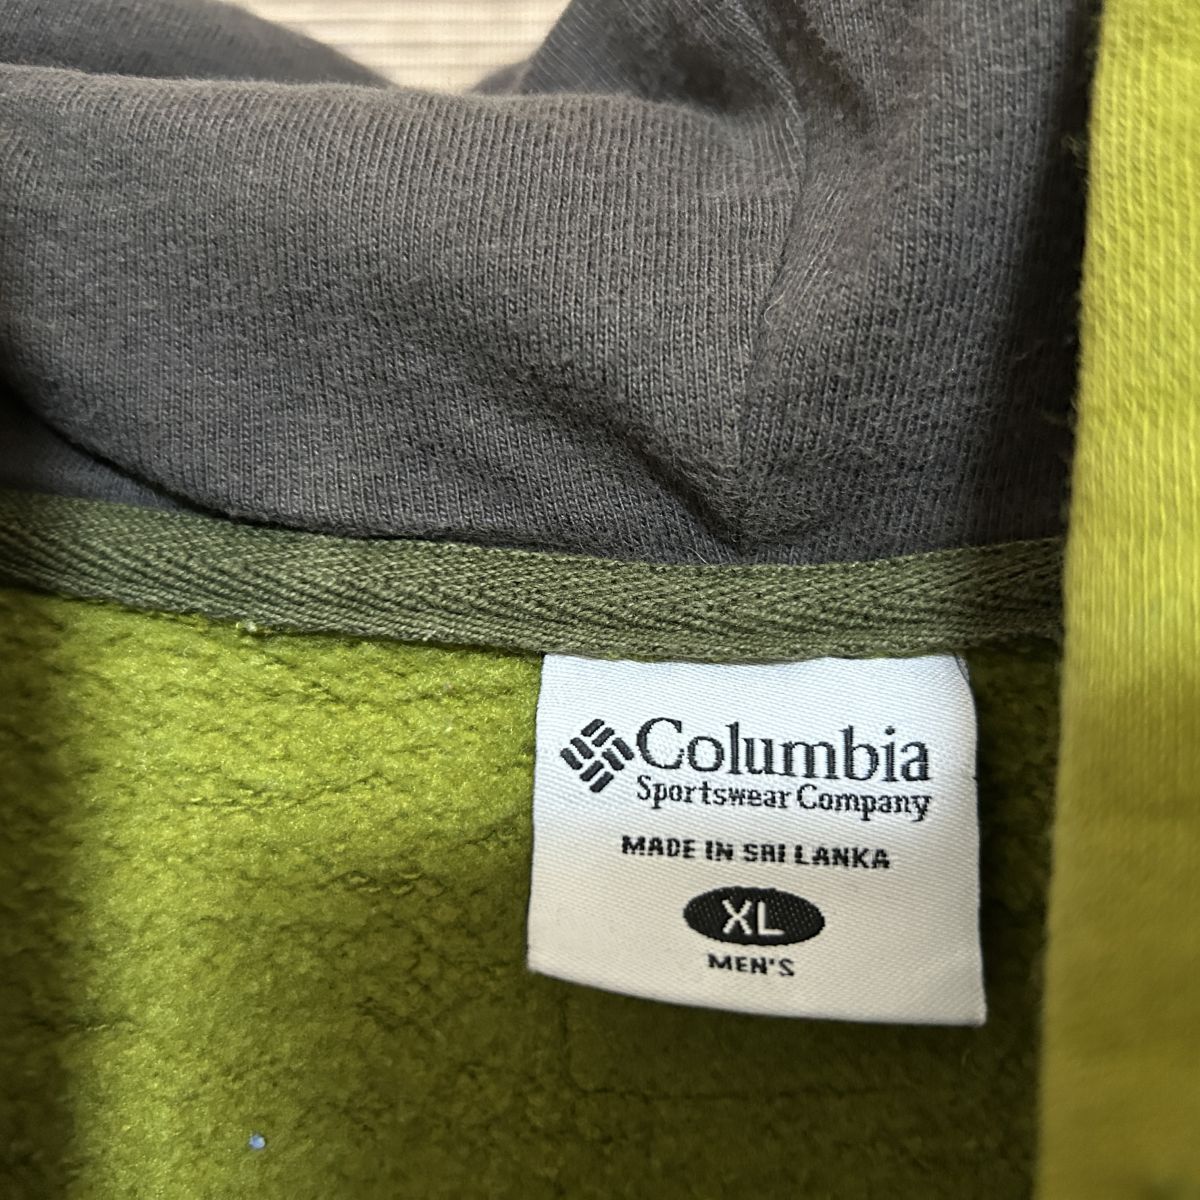 Columbia
Sportswear Company
MADE IN SRI LANKA
XL
MEN'S